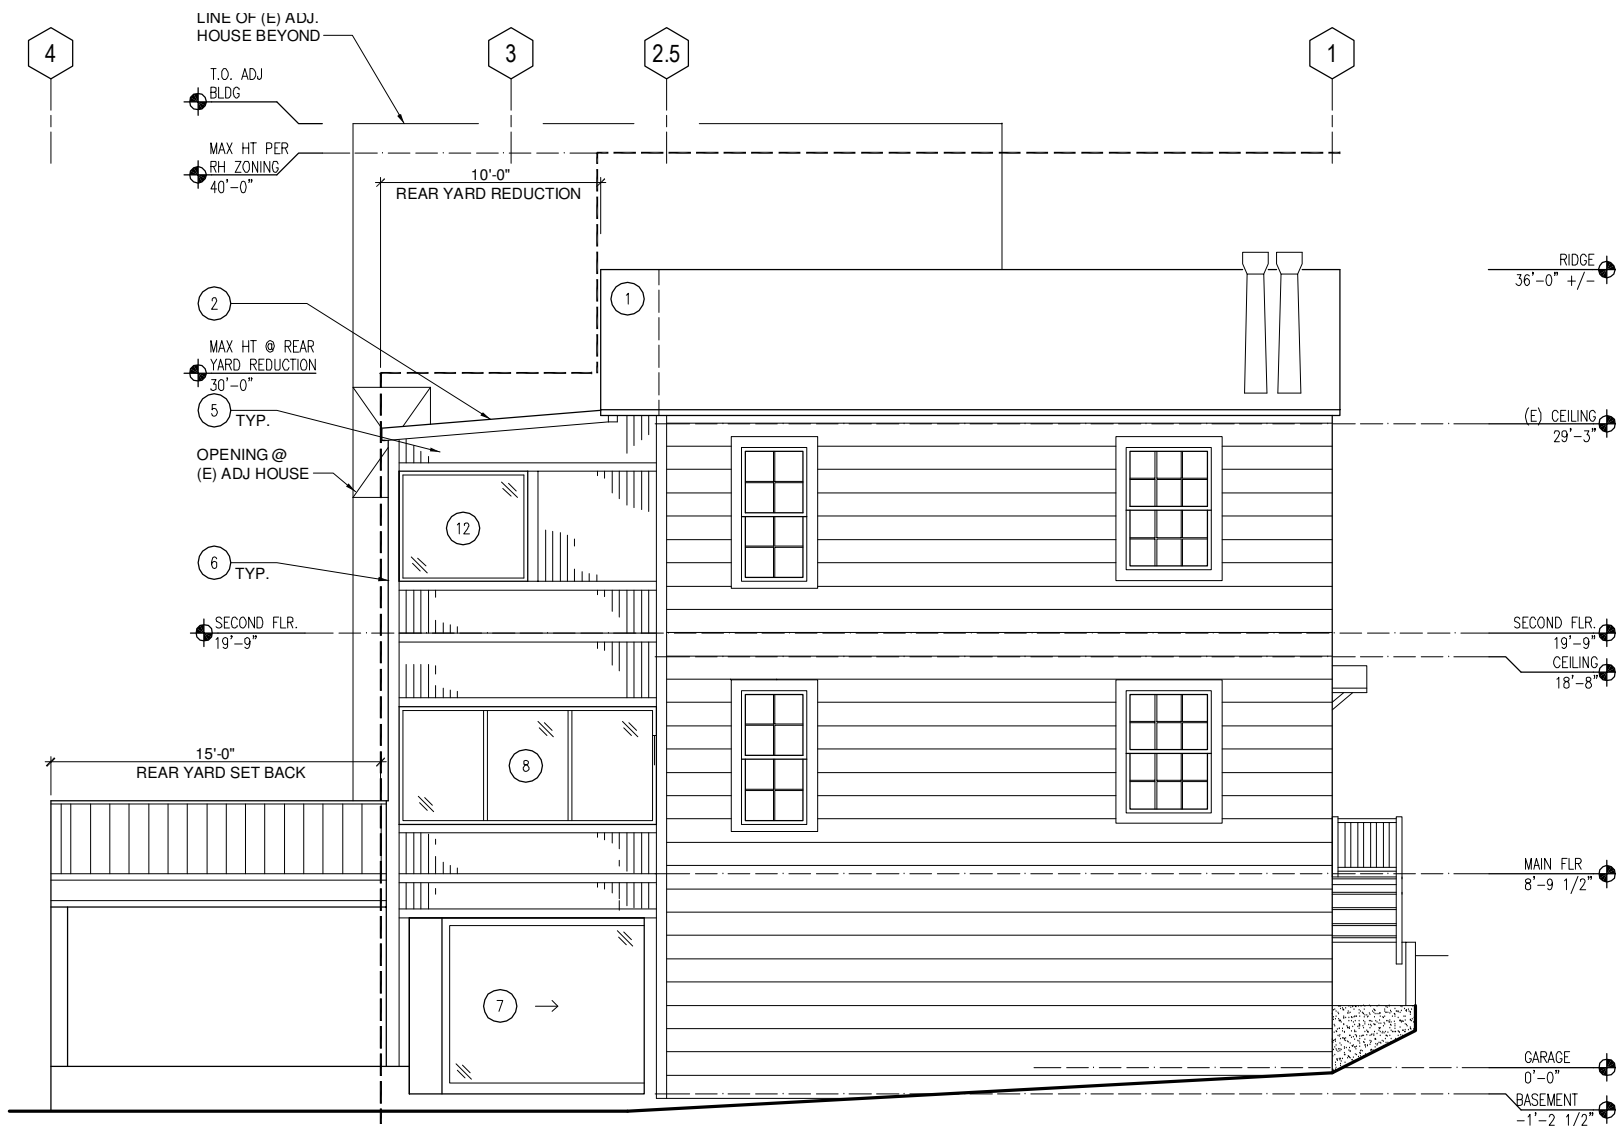 LINE OF (E) ADJ.
HOUSE BEYOND
4
3
2.5
1
T.O. ADJ
BLDG
MAX HT PER
RH ZONING
40'-0"
10'-0"
REAR YARD REDUCTION
RIDGE
36'-0" +/-
1
2
MAX HT @ REAR
YARD REDUCTION
30'-0"
5
TYP.
(E) CEILING
29'-3"
OPENING @
(E) ADJ HOUSE
12
6
TYP.
SECOND FLR.
19'-9"
SECOND FLR.
19'-9"
CEILING
18'-8"
15'-0"
REAR YARD SET BACK
8
MAIN FLR
8'-9 1/2"
7
GARAGE
0'-0"
BASEMENT
-1'-2 1/2"